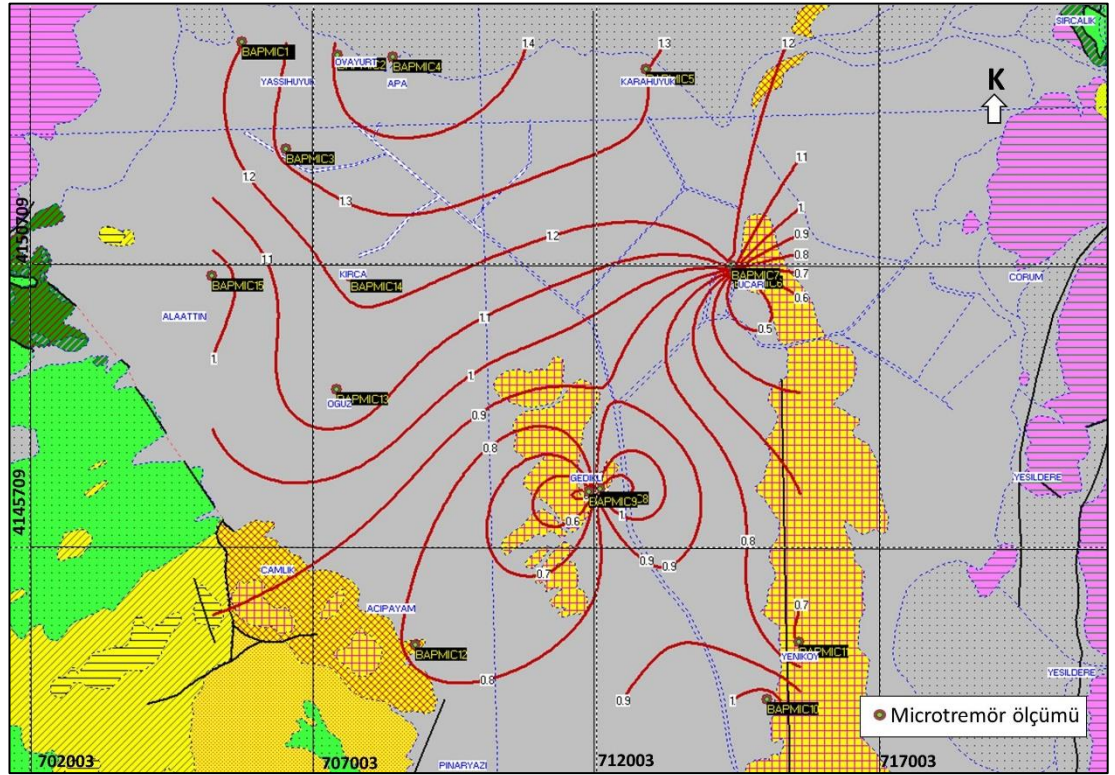 SIRCALIK
1.4
1.3
1.2
BAPMIC1
OYAYURT
BAPMIC4
YASSIHUYUK
APA
KARAHUYUK
BAPMIC5
K
BAPMIC3
1.1
1.2
1.3
1.
0.9
1.2
0.8
4150709
11
KIRCA
BAPMIC7
0.7
CORUM
BAPMIC15
BAPMIC14
UCARI
0.6
ALAATTIN
1.1
0.5
1.
1.
BAPMIC13
OGUZ
0.9
0.8
YESILDERE
GEDIKLI
4145709
BAPMIC9
0.6
1.
0.8
0.7
0.9
0.9
CAMLIK
ACIPAYAM
0.7
BAPMIC12
BAPMIC11
YENIKOY
YESILDERE
0.8
0.9
1.
BAPMIC10
Microtremör ölçümü
702003
707003
712003
717003
PINARYAZI